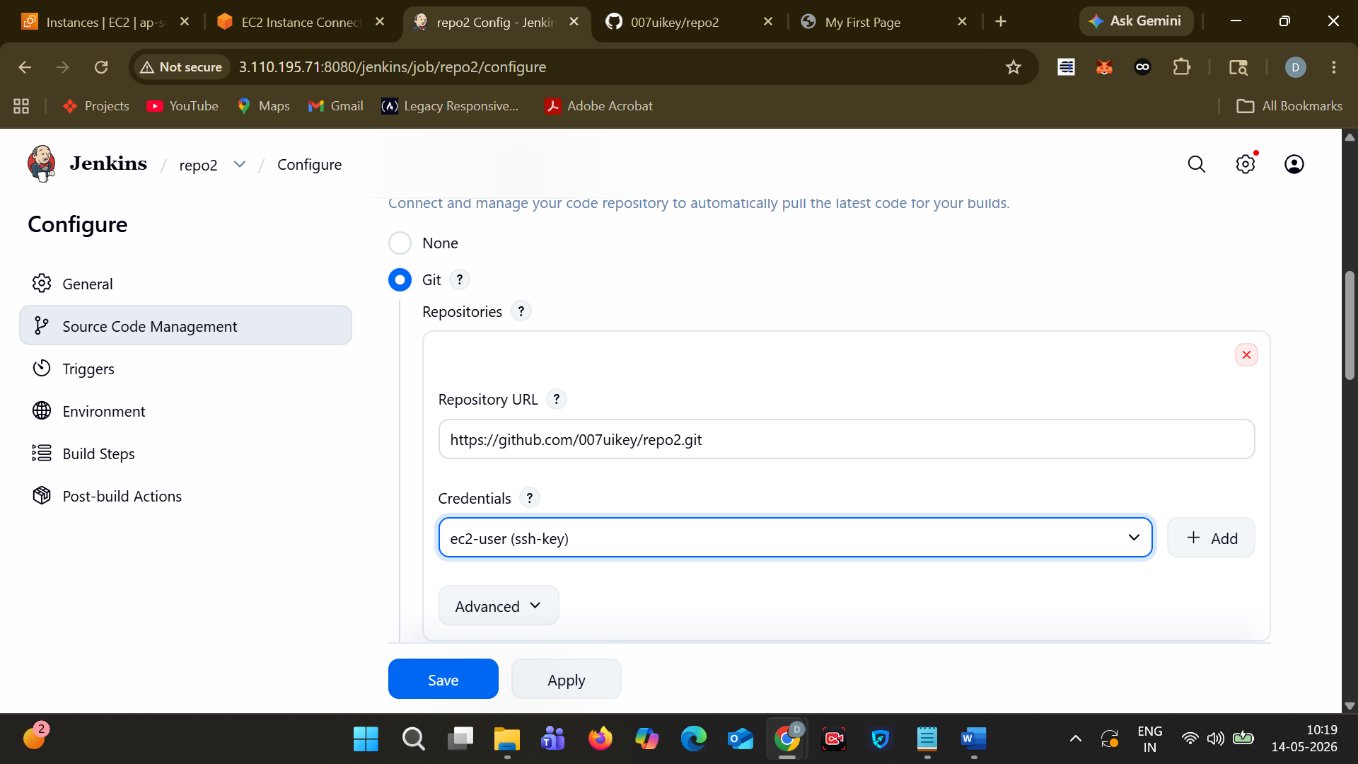 Instances | EC2 | ap-s
EC2 Instance Connec
repo2 Config - Jenkin
007uikey/repo2
My First Page
Ask Gemini
Not secure
3.110.195.71:8080/jenkins/job/repo2/configure
D
Projects
YouTube
Maps
Gmail
Legacy Responsive...
Adobe Acrobat
All Bookmarks
Jenkins / repo2 / Configure
Configure
Connect and manage your code repository to automatically pull the latest code for your builds.
None
General
Git ?
Repositories ?
Source Code Management
Triggers
Repository URL ?
Environment
https://github.com/007uikey/repo2.git
Build Steps
Post-build Actions
Credentials ?
ec2-user (ssh-key)
+ Add
Advanced
Save
Apply
2
D
ENG
IN
10:19
14-05-2026